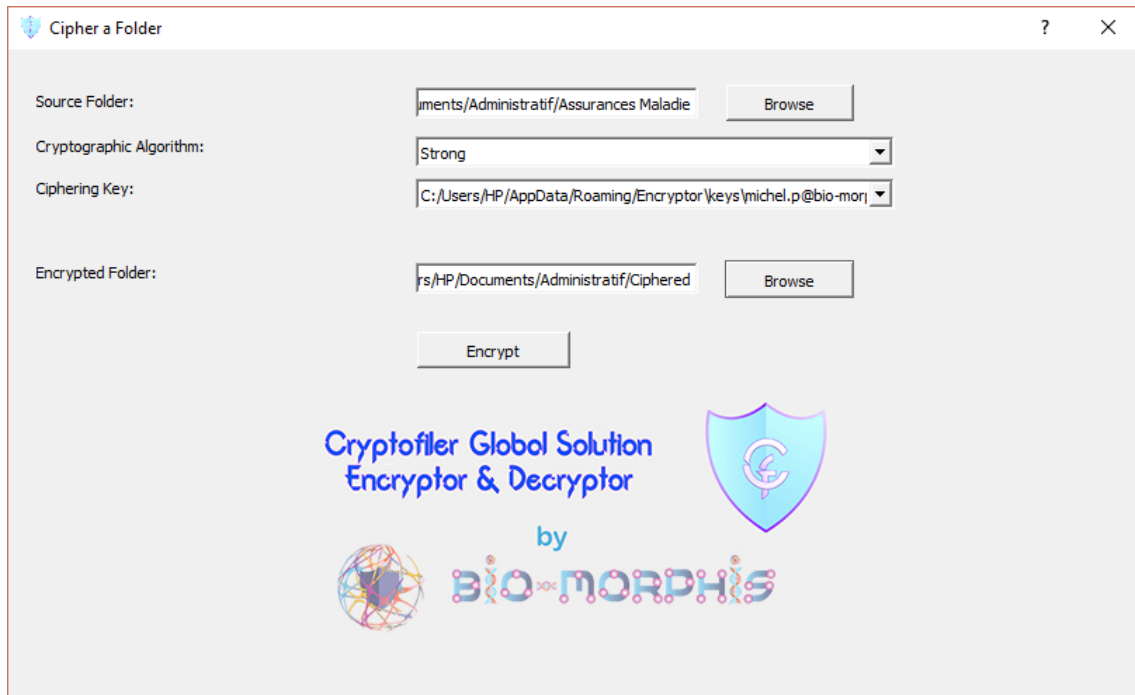 Cipher a Folder ?
Source Folder: uments/Administratif/Assurances Maladie Browse
Cryptographic Algorithm: Strong
Ciphering Key: C:/Users/HP/AppData/Roaming/Encryptor\keys\michel.p@bio-morp
Encrypted Folder: rs/HP/Documents/Administratif/Ciphered Browse
Encrypt
Cryptofiler Global Solution
Encryptor & Decryptor
by
BIO-MORPHIS